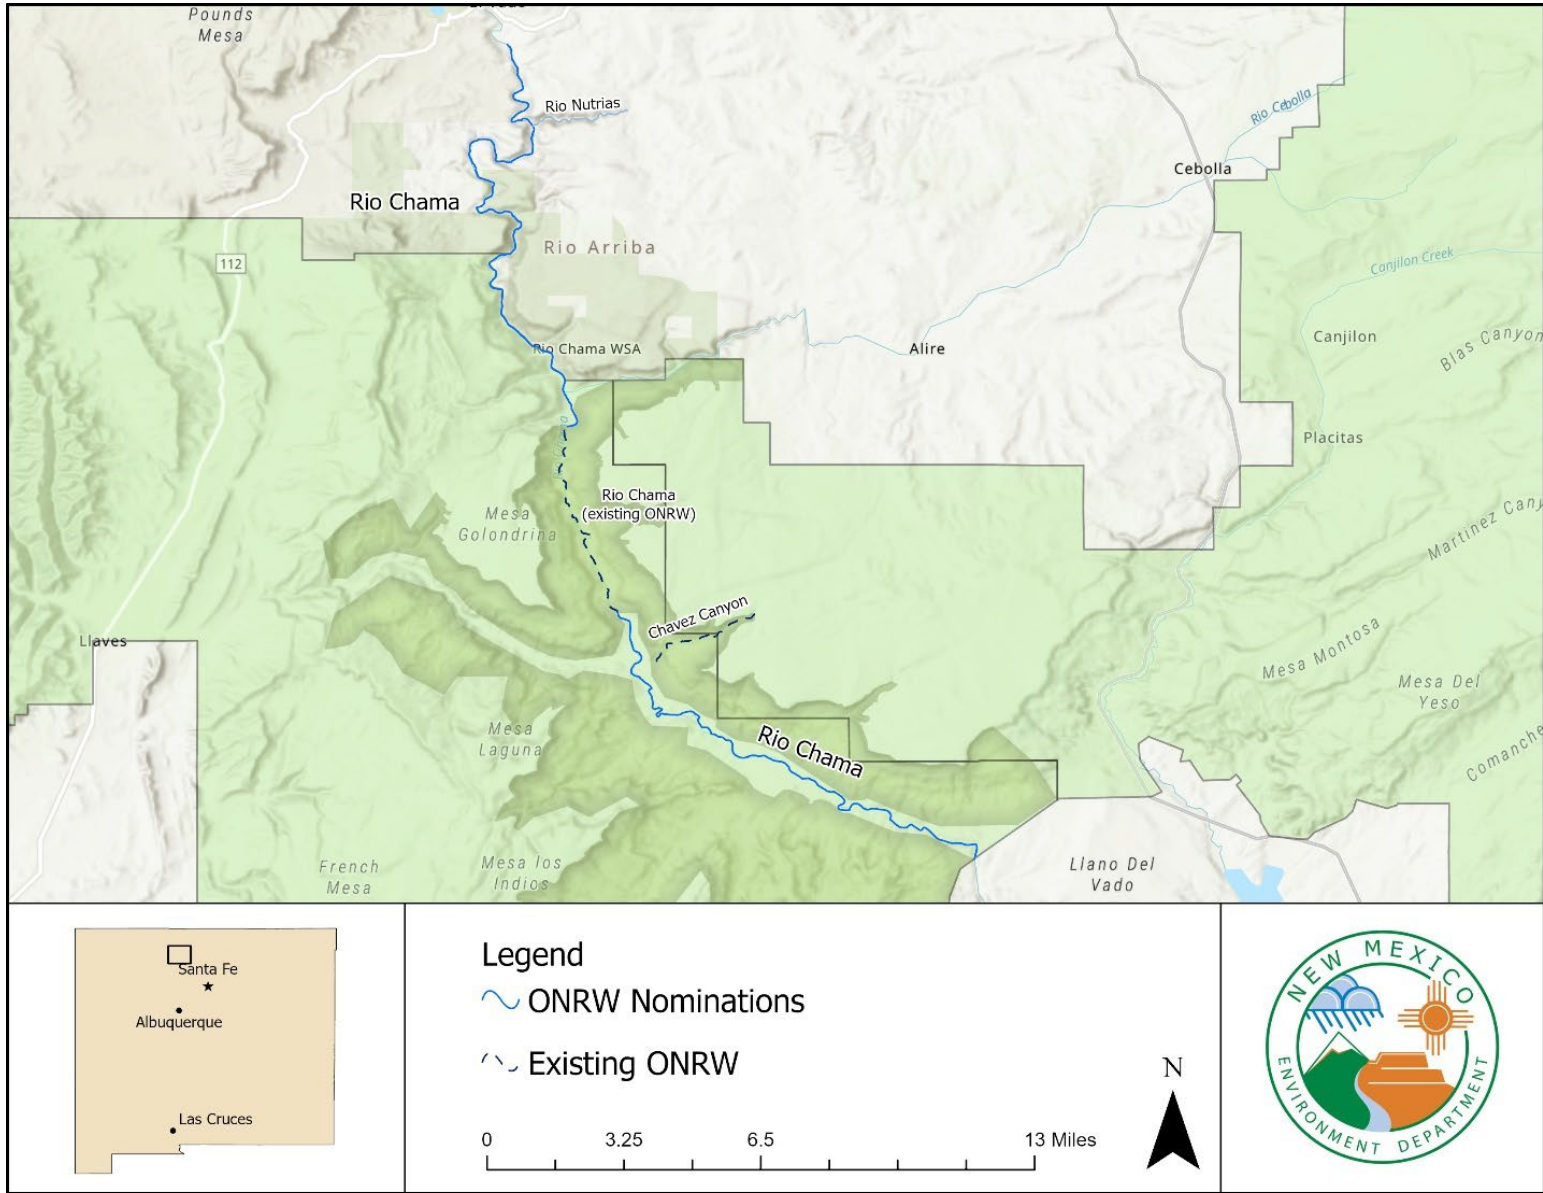 Pounds
Mesa
Rio Nutrias
Rio Cebolla
Cebolla
Rio Chama
Rio Arriba
112
Canjilon Creek
Rio Chama WSA
Alire
Canjilon
Blas Canyon
Placitas
Rio Chama
(existing ONRW)
Mesa
Golondrina
Martinez Cany
Chavez Canyon
Llaves
Mesa Montosa
Mesa Del
Yeso
Mesa
Laguna
Rio Chama
Comanche
French
Mesa
Mesa los
Indios
Llano Del
Vado
Santa Fe
Albuquerque
Las Cruces
Legend
ONRW Nominations
Existing ONRW
0 3.25 6.5 13 Miles
N
NEW MEXICO
ENVIRONMENT DEPARTMENT